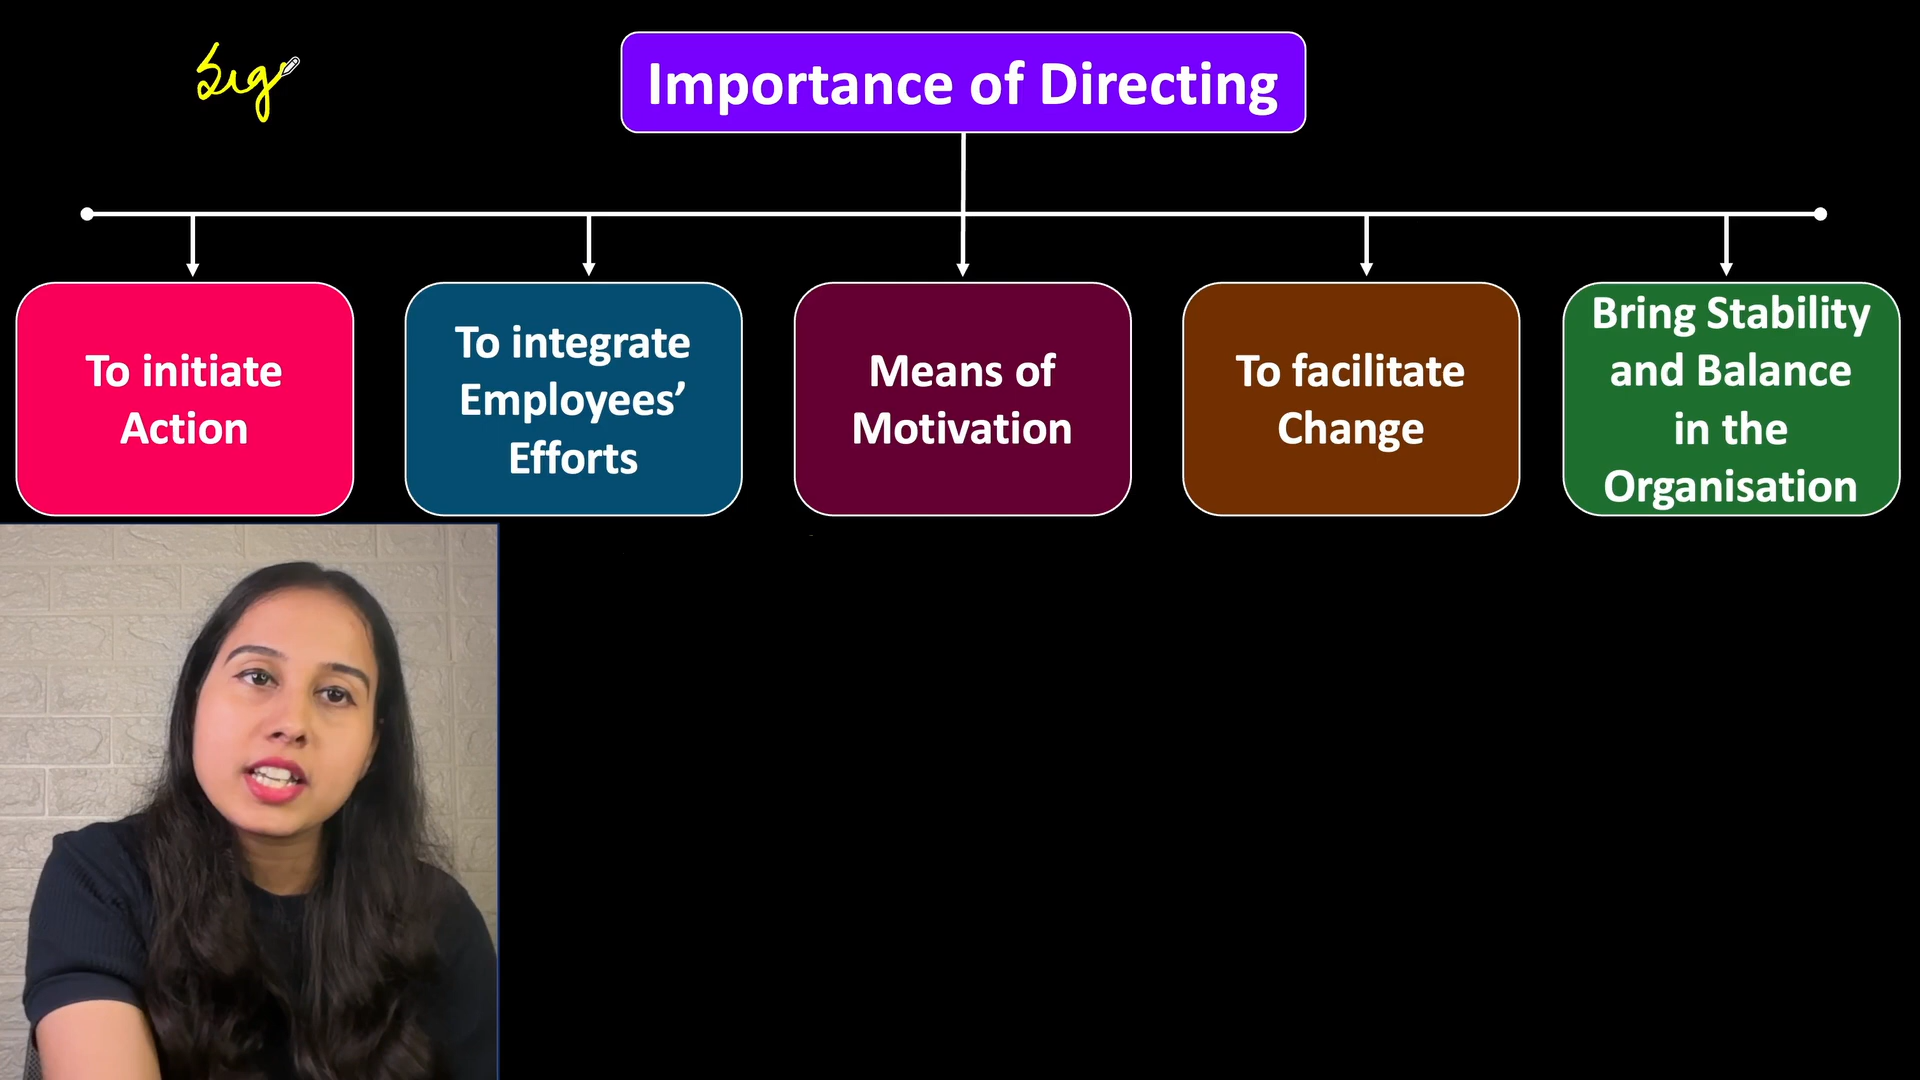 Sig
Importance of Directing
To initiate
Action
To integrate
Employees’
Efforts
Means of
Motivation
To facilitate
Change
Bring Stability
and Balance
in the
Organisation